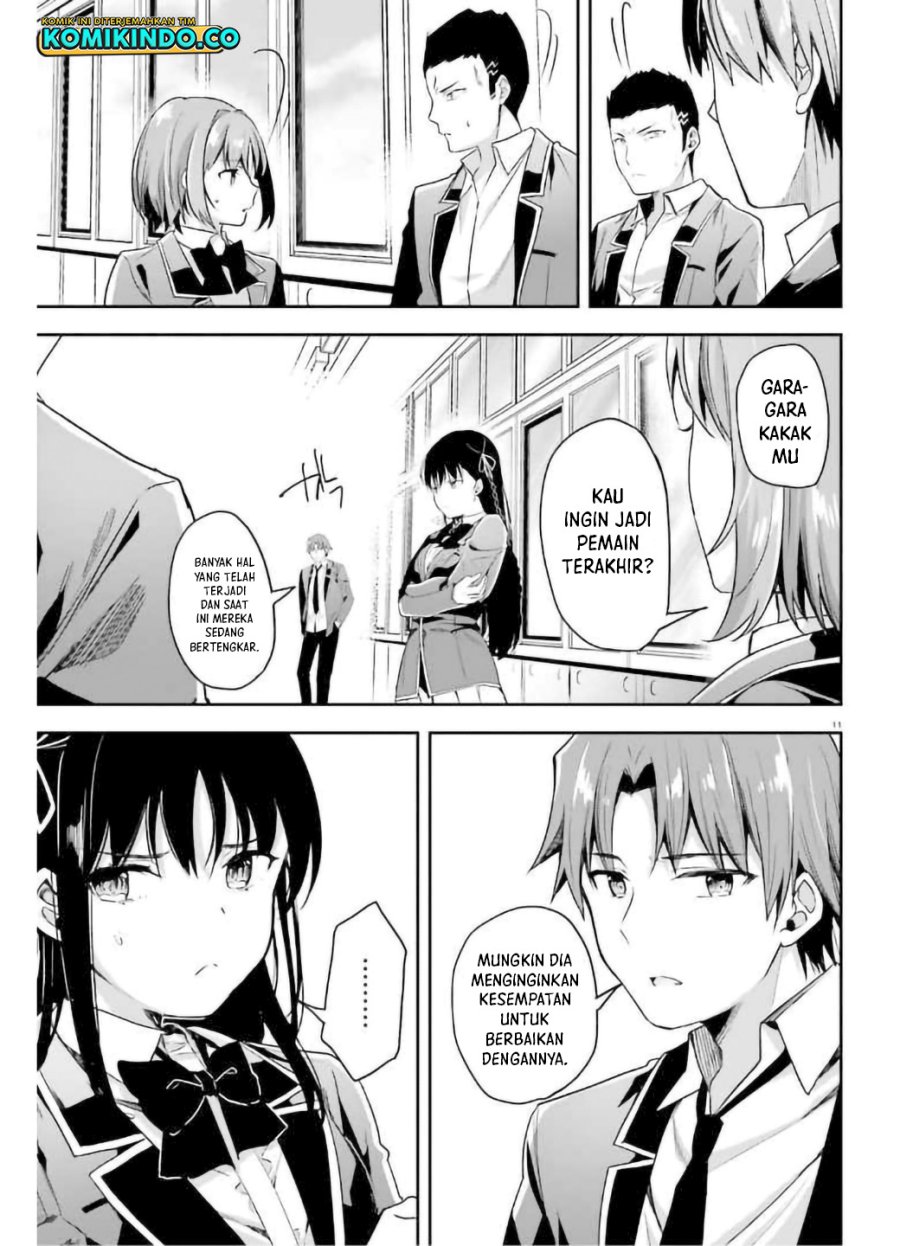 KOMIK INI DITERJEMAHKAN TIM
KOMIKINDO.CO
GARA-
GARA
KAKAK
MU
KAU
INGIN JADI
PEMAIN
TERAKHIR?
BANYAK HAL
YANG TELAH
TERJADI
DAN SAAT
INI MEREKA
SEDANG
BERTENGKAR.
11
MUNGKIN DIA
MENGINGINKAN
KESEMPATAN
UNTUK
BERBAIKAN
DENGANNYA.
………